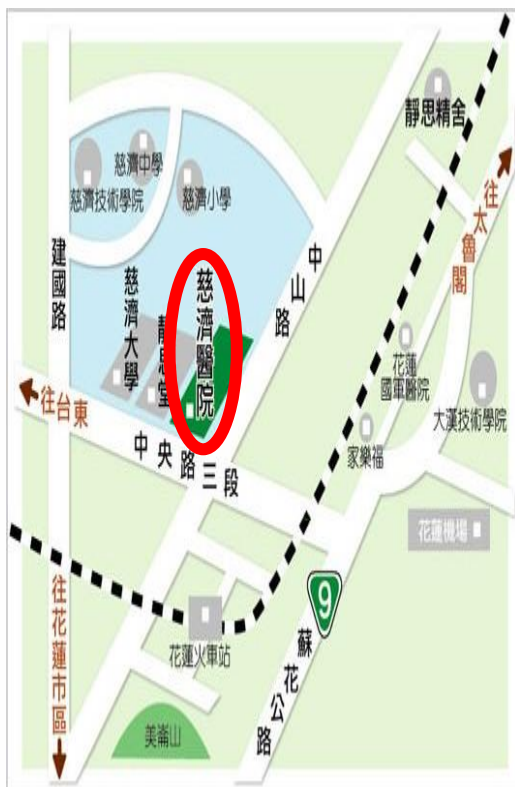 靜思精舍
慈濟中學
慈濟技術學院
慈濟小學
往太魯閣
建國路
中山路
慈濟醫院
慈濟大學
靜思堂
花蓮
國軍醫院
大漢技術學院
往台東
中央路三段
家樂福
花蓮機場
9
蘇花公路
往花蓮市區
花蓮火車站
美崙山